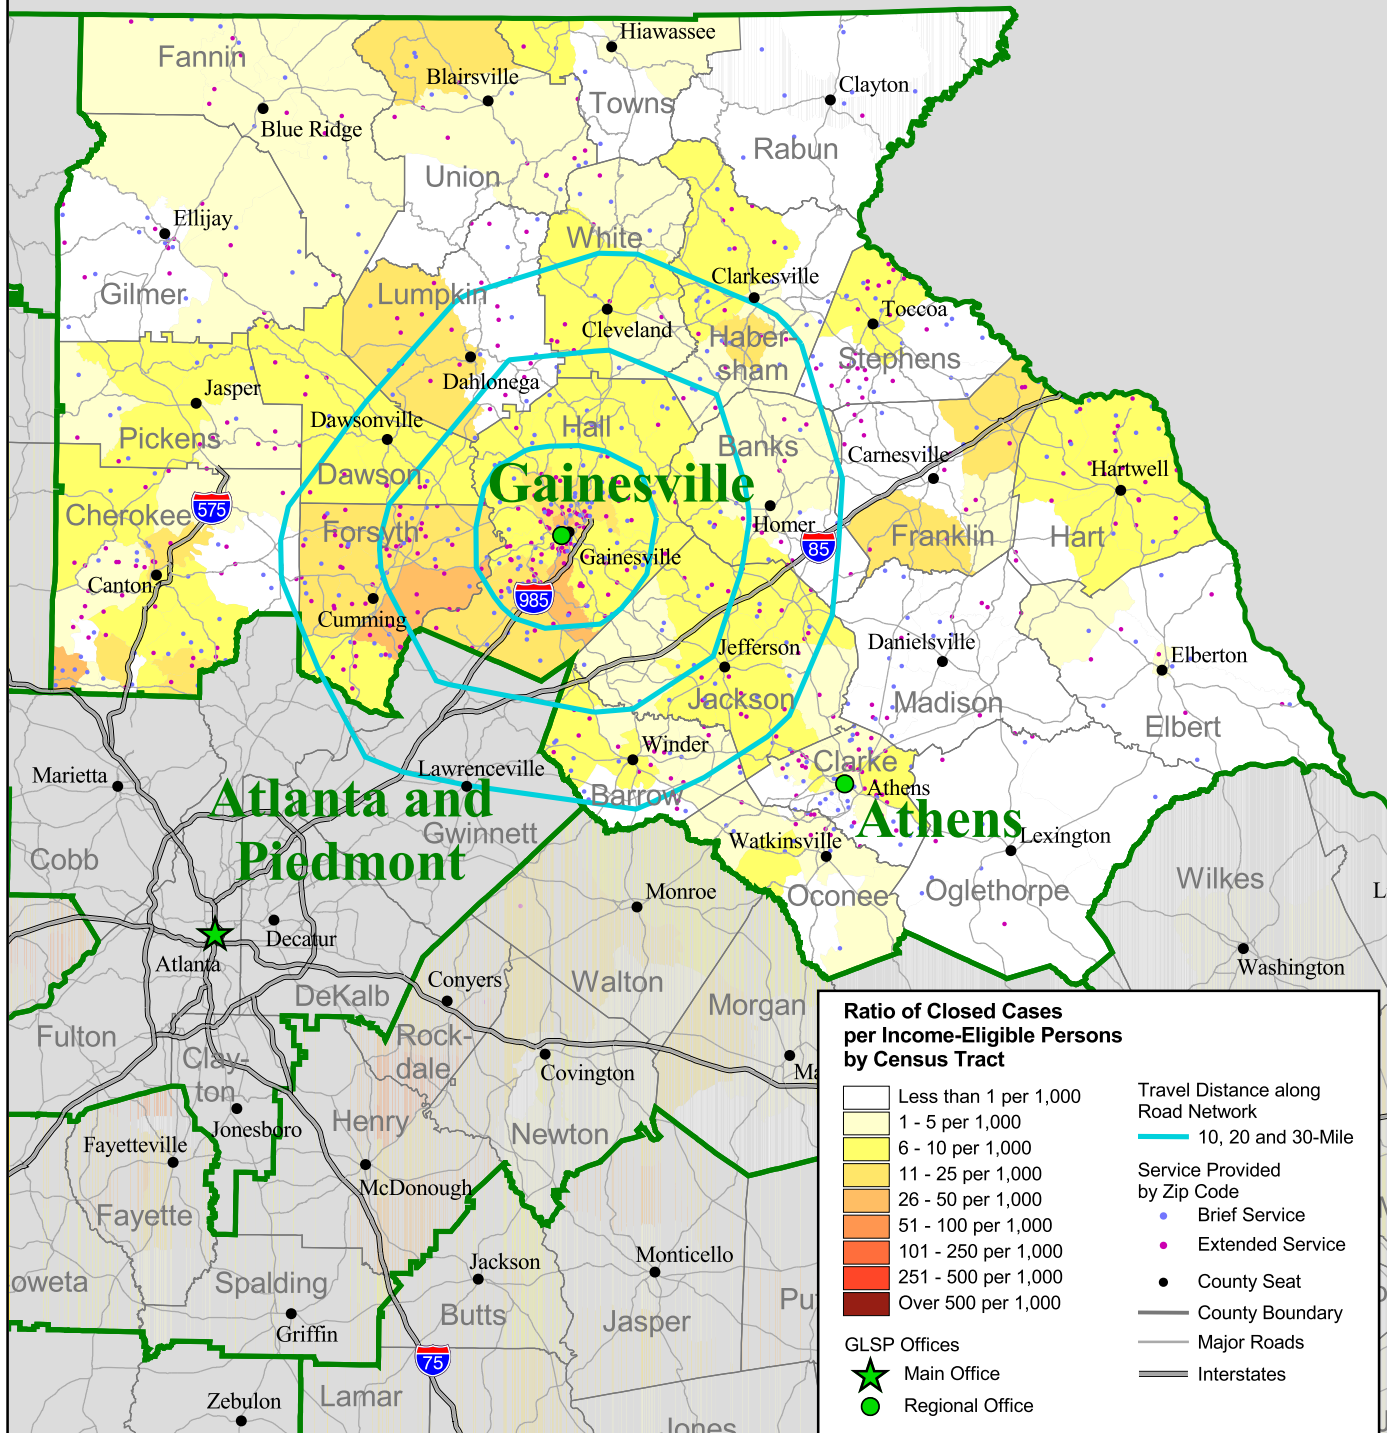 Hiawassee
Fannin
Blairsville
Clayton
Towns
Blue Ridge
Rabun
Union
Ellijay
White
Clarkesville
Gilmer
Lumpkin
Toccoa
Cleveland
Haber-
sham
Stephens
Dahlonega
Jasper
Dawsonville
Hall
Pickens
Banks
Carnesville
Hartwell
Dawson
Gainesville
575
Cherokee
Forsyth
Homer
85
Franklin
Hart
Gainesville
Canton
985
Cumming
Jefferson
Danielsville
Elberton
Jackson
Madison
Elbert
Winder
Clarke
Marietta
Lawrenceville
Athens
Atlanta and
Piedmont
Barrow
Athens
Gwinnett
Watkinsville
Lexington
Cobb
Monroe
Oconee
Oglethorpe
Wilkes
L
Decatur
Atlanta
Washington
Conyers
Walton
DeKalb
Morgan
Fulton
Rock-
dale
Clay-
ton
Covington
Ma
Henry
Jonesboro
Fayetteville
Newton
McDonough
Fayette
Monticello
Jackson
oweta
Spalding
Pu
Butts
Jasper
Griffin
75
Zebulon
Lamar
Jones
Ratio of Closed Cases
per Income-Eligible Persons
by Census Tract
Less than 1 per 1,000
1 - 5 per 1,000
6 - 10 per 1,000
11 - 25 per 1,000
26 - 50 per 1,000
51 - 100 per 1,000
101 - 250 per 1,000
251 - 500 per 1,000
Over 500 per 1,000
GLSP Offices
Main Office
Regional Office
Travel Distance along
Road Network
10, 20 and 30-Mile
Service Provided
by Zip Code
Brief Service
Extended Service
County Seat
County Boundary
Major Roads
Interstates